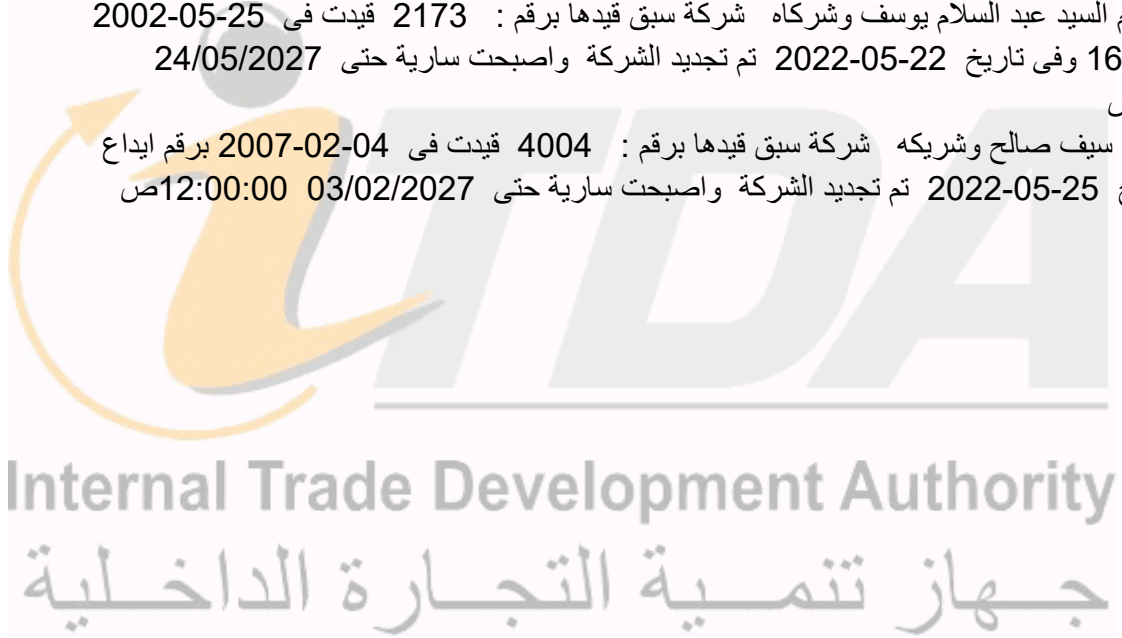 السيد عبد السلام يوسف وشركاه شركة سبق قيدها برقم : 2173 قيدت فى 25-05-2002
16 وفى تاريخ 22-05-2022 تم تجديد الشركة واصبحت سارية حتى 24/05/2027
سيف صالح وشريكه شركة سبق قيدها برقم : 4004 قيدت فى 04-02-2007 برقم ايداع
25-05-2022 تم تجديد الشركة واصبحت سارية حتى 03/02/2027 12:00:00ص
iTDA
Internal Trade Development Authority
جهاز تنمية التجارة الداخلية